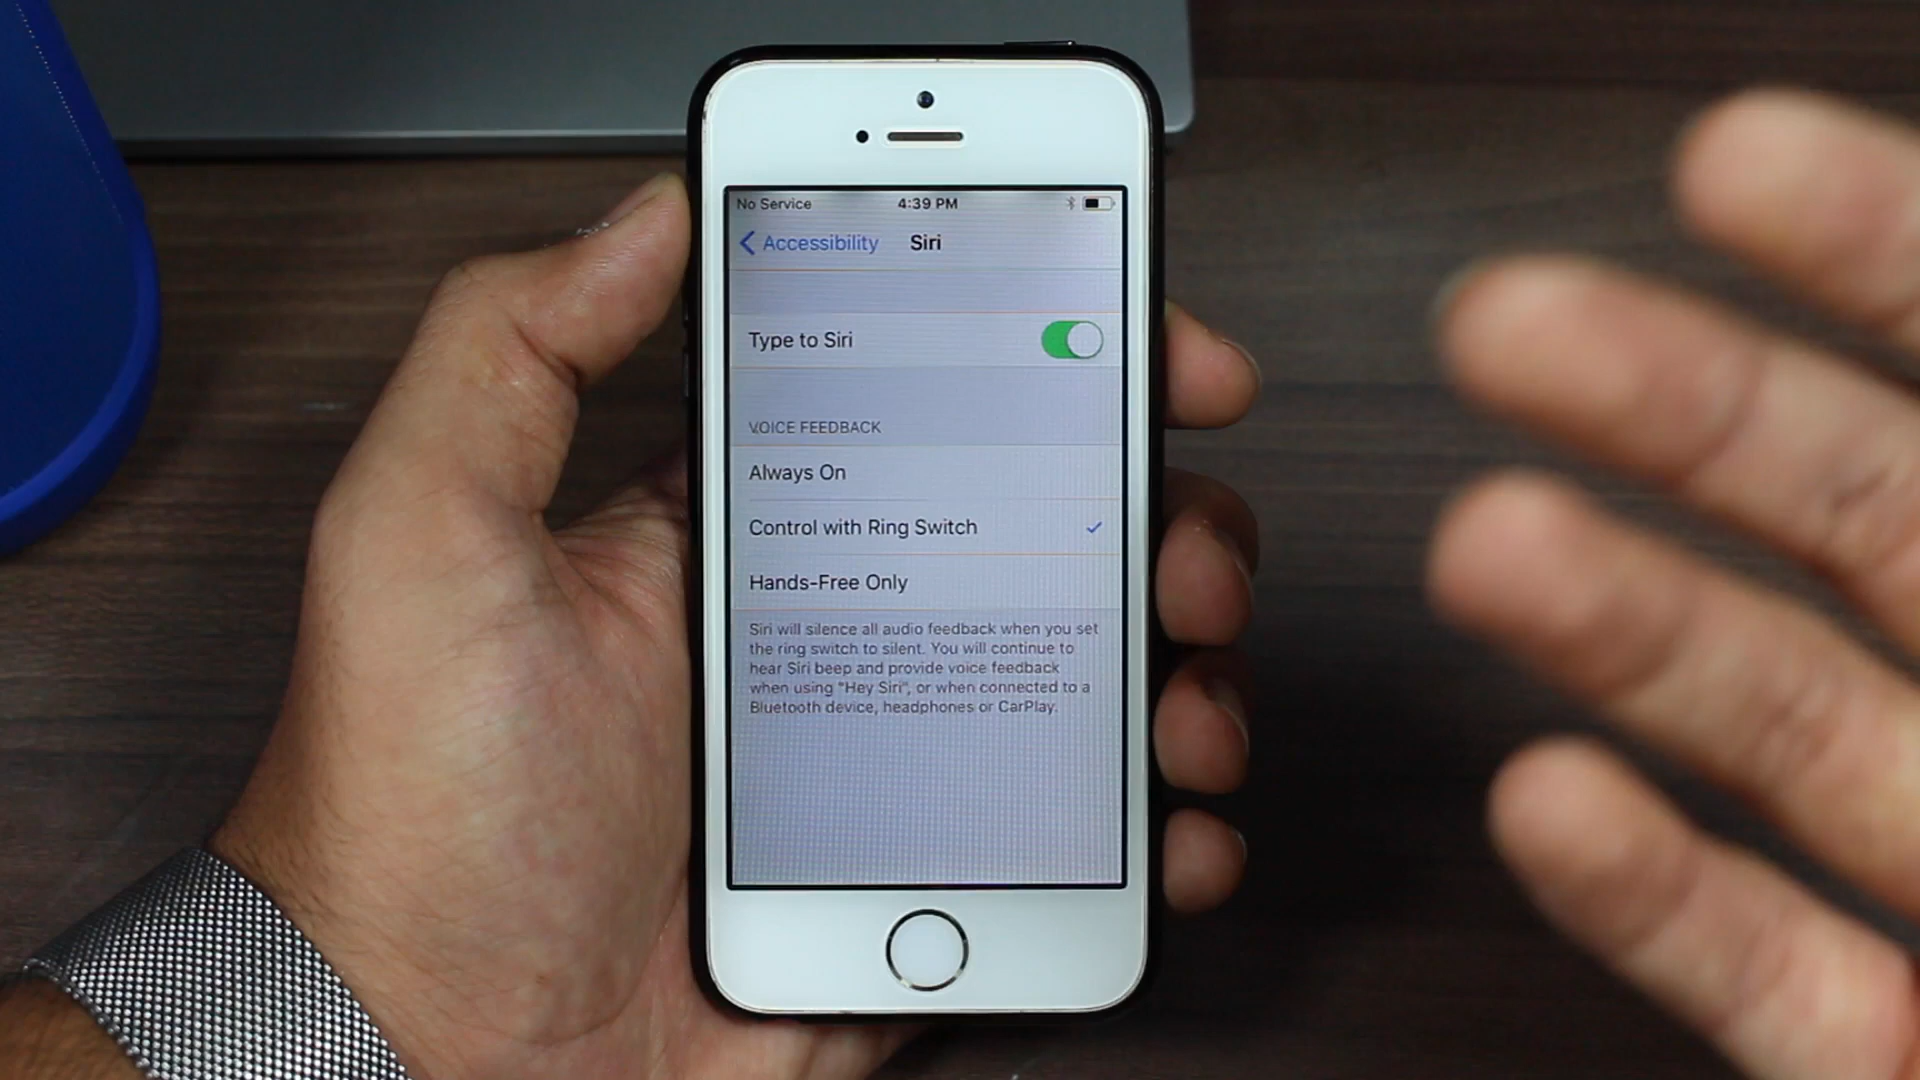 No Service 4:39 PM
Accessibility Siri
Type to Siri
VOICE FEEDBACK
Always On
Control with Ring Switch
Hands-Free Only
Siri will silence all audio feedback when you set
the ring switch to silent. You will continue to
hear Siri beep and provide voice feedback
when using "Hey Siri", or when connected to a
Bluetooth device, headphones or CarPlay.